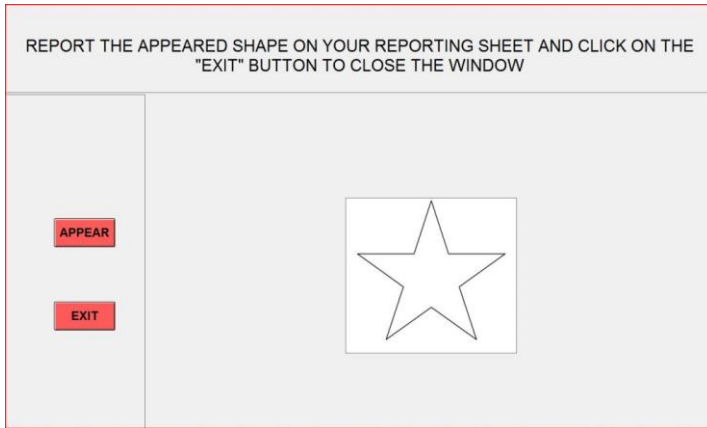 REPORT THE APPEARED SHAPE ON YOUR REPORTING SHEET AND CLICK ON THE
"EXIT" BUTTON TO CLOSE THE WINDOW
APPEAR
EXIT